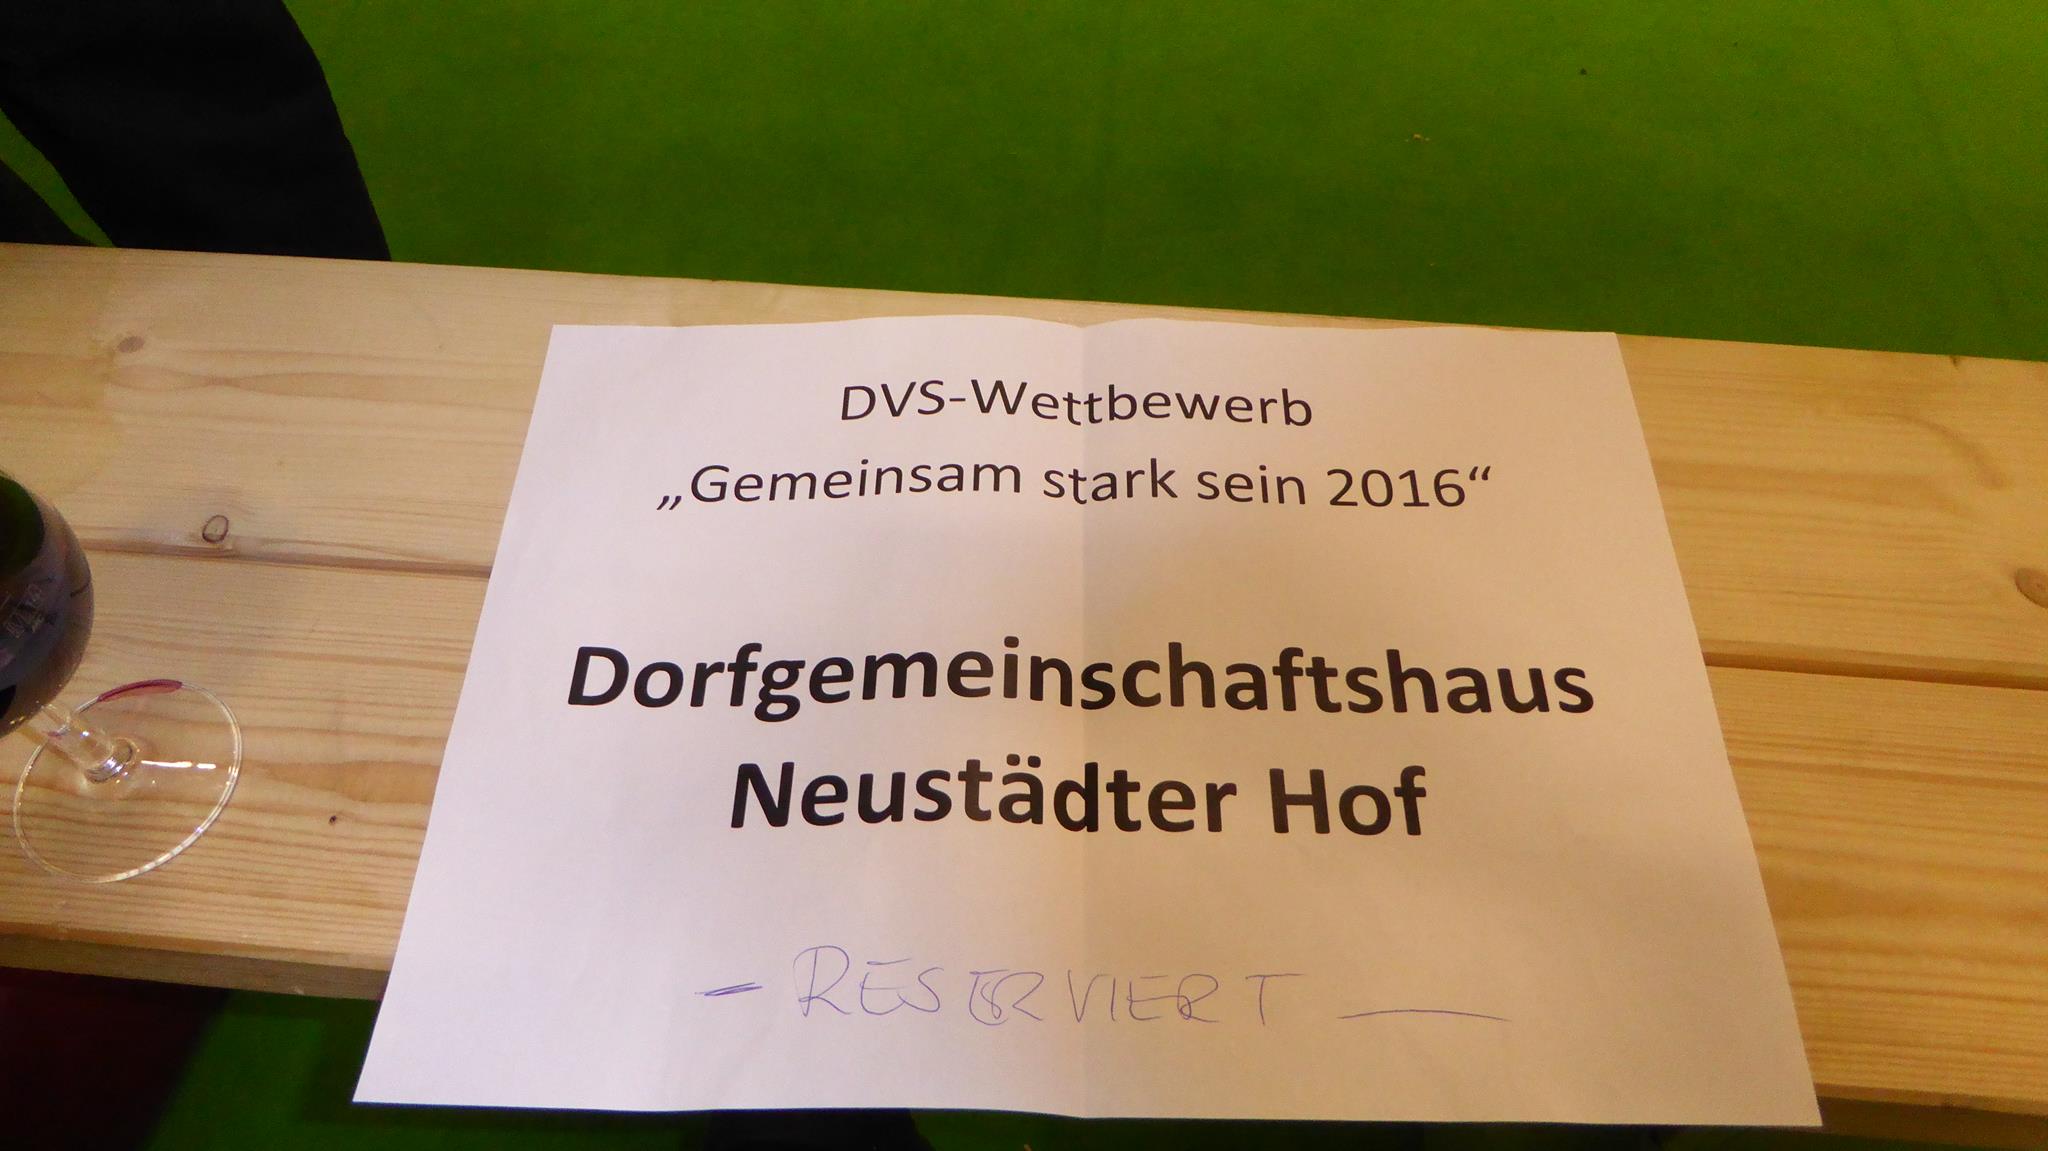 DVS-Wettbewerb
„Gemeinsam stark sein 2016“
Dorfgemeinschaftshaus
Neustädter Hof
- RESERVIERT -